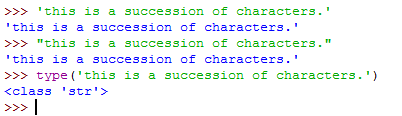 >>> 'this is a succession of characters.'
'this is a succession of characters.'
>>> "this is a succession of characters."
'this is a succession of characters.'
>>> type('this is a succession of characters.')
<class 'str'>
>>>